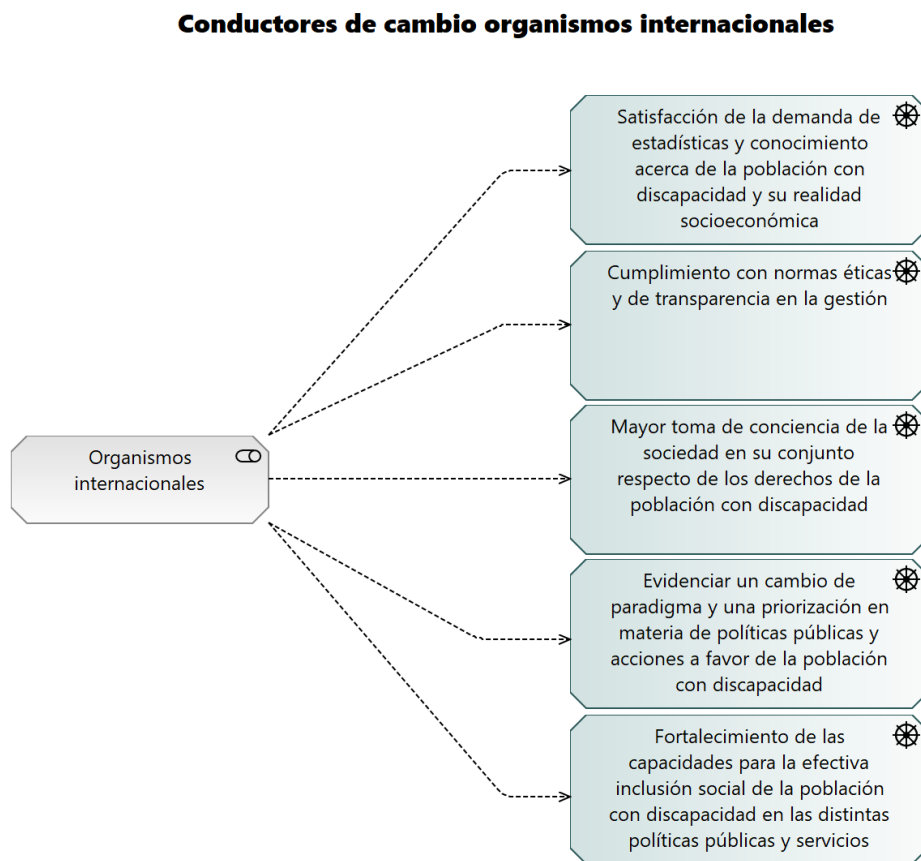 Conductores de cambio organismos internacionales
Satisfacción de la demanda de
estadísticas y conocimiento
acerca de la población con
discapacidad y su realidad
socioeconómica
Cumplimiento con normas éticas
y de transparencia en la gestión
Organismos
internacionales
Mayor toma de conciencia de la
sociedad en su conjunto
respecto de los derechos de la
población con discapacidad
Evidenciar un cambio de
paradigma y una priorización en
materia de políticas públicas y
acciones a favor de la población
con discapacidad
Fortalecimiento de las
capacidades para la efectiva
inclusión social de la población
con discapacidad en las distintas
políticas públicas y servicios